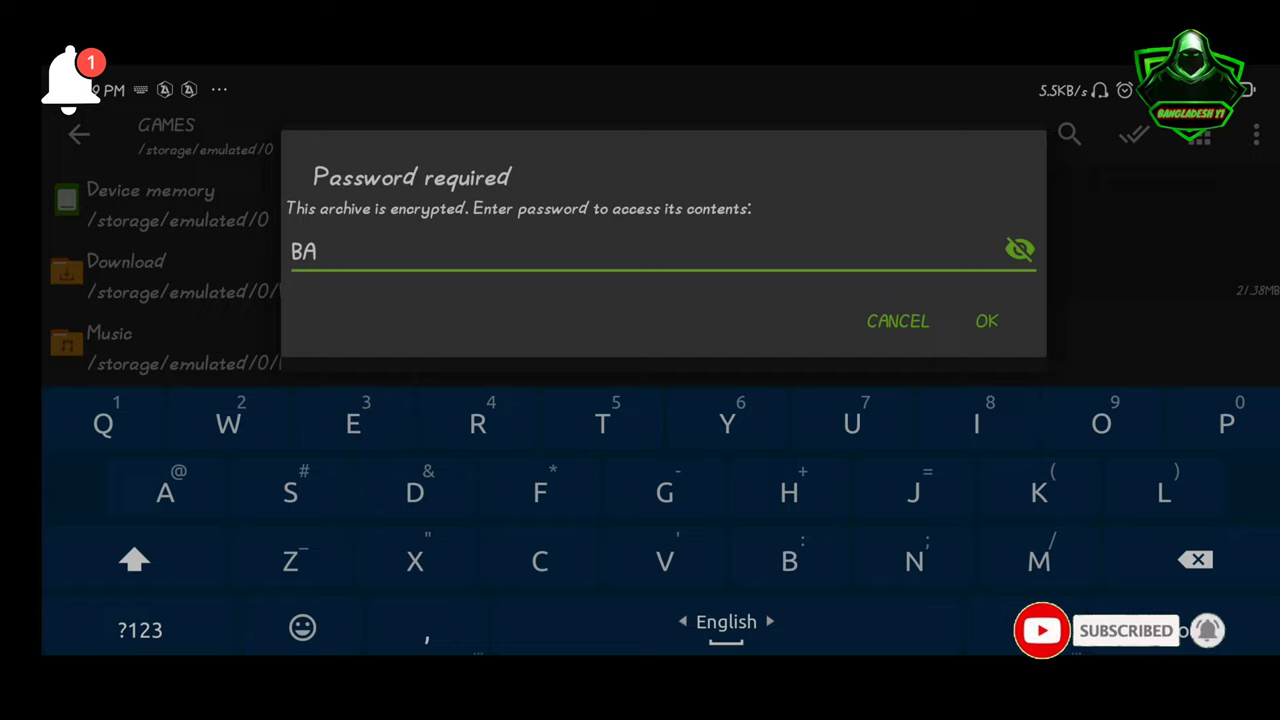 1
9 PM
...
5.5KB/s
BANGLADESH YT
GAMES
/storage/emulated/0
Password required
This archive is encrypted. Enter password to access its contents:
BA
CANCEL OK
Device memory
/storage/emulated/0
Download
/storage/emulated/0/
Music
/storage/emulated/0/
21.38MB
1 2 3 4 5 6 7 8 9 0
Q W E R T Y U I O P
@ # & * - + = ( )
A S D F G H J K L
_ " ' : ; /
Z X C V B N M
?123 , English
SUBSCRIBED